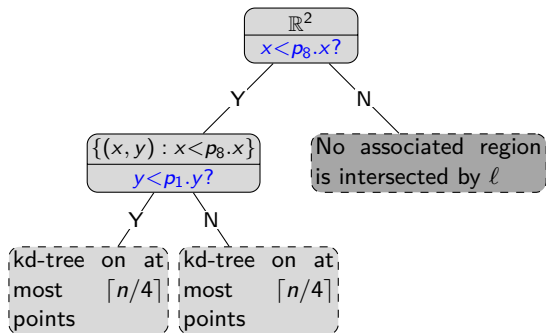 ℝ²
x<p₈.x?
Y
N
{(x, y) : x<p₈.x}
y<p₁.y?
No associated region
is intersected by ℓ
Y
N
kd-tree on at
most ⌈n/4⌉
points
kd-tree on at
most ⌈n/4⌉
points